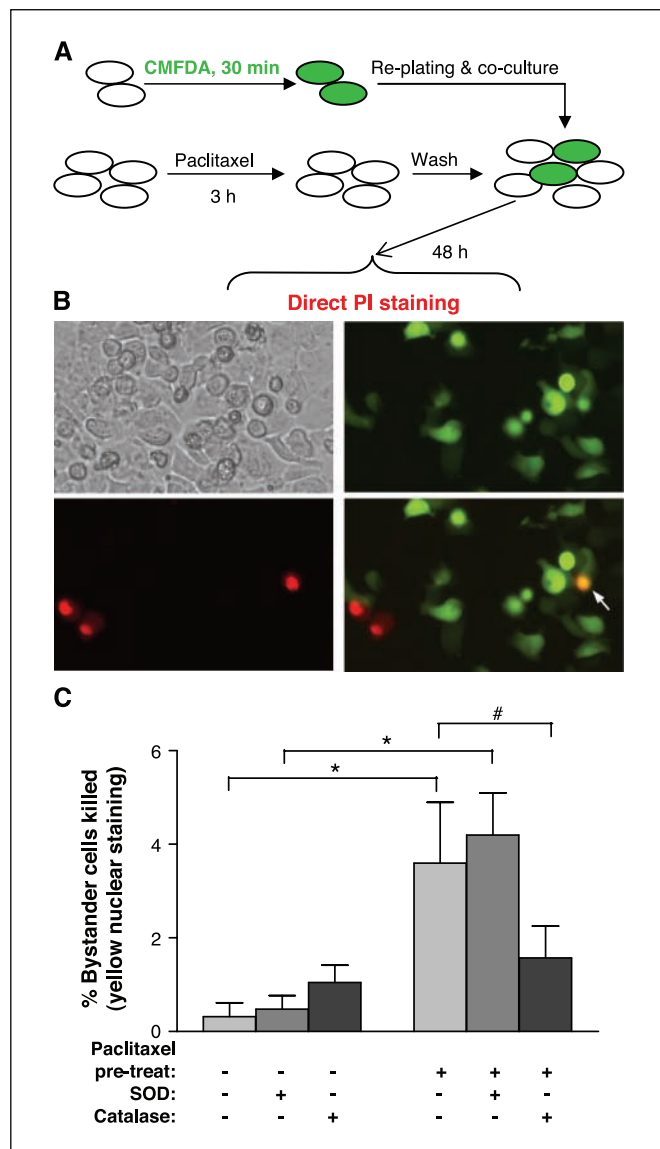 A
CMFDA, 30 min
Re-plating & co-culture
Paclitaxel
3 h
Wash
48 h
B
Direct PI staining
C
% Bystander cells killed
(yellow nuclear staining)
6
4
2
0
*
*
#
Paclitaxel
pre-treat: - - - + + +
SOD: - + - - + -
Catalase: - - + - - +